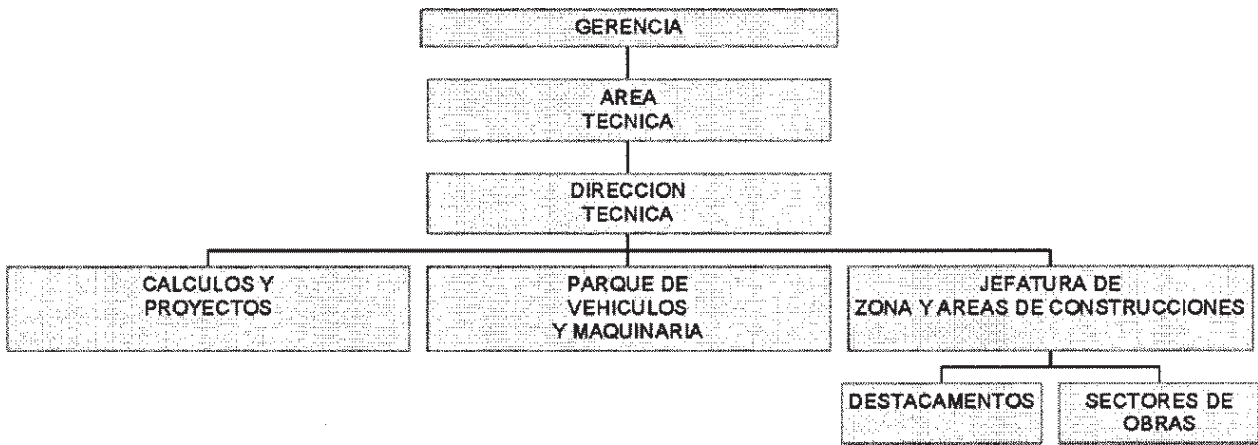 GERENCIA
AREA
TECNICA
DIRECCION
TECNICA
CALCULOS Y
PROYECTOS
PARQUE DE
VEHICULOS
Y MAQUINARIA
JEFATURA DE
ZONA Y AREAS DE CONSTRUCCIONES
DESTACAMENTOS
SECTORES DE
OBRAS